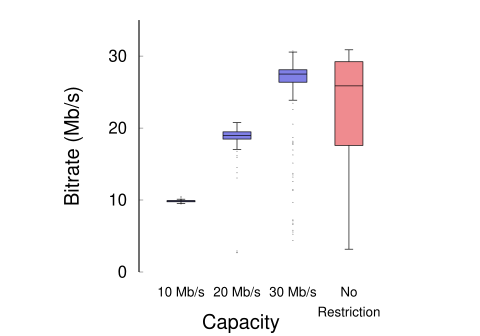 30
20
10
0
Bitrate (Mb/s)
10 Mb/s 20 Mb/s 30 Mb/s No
Restriction
Capacity